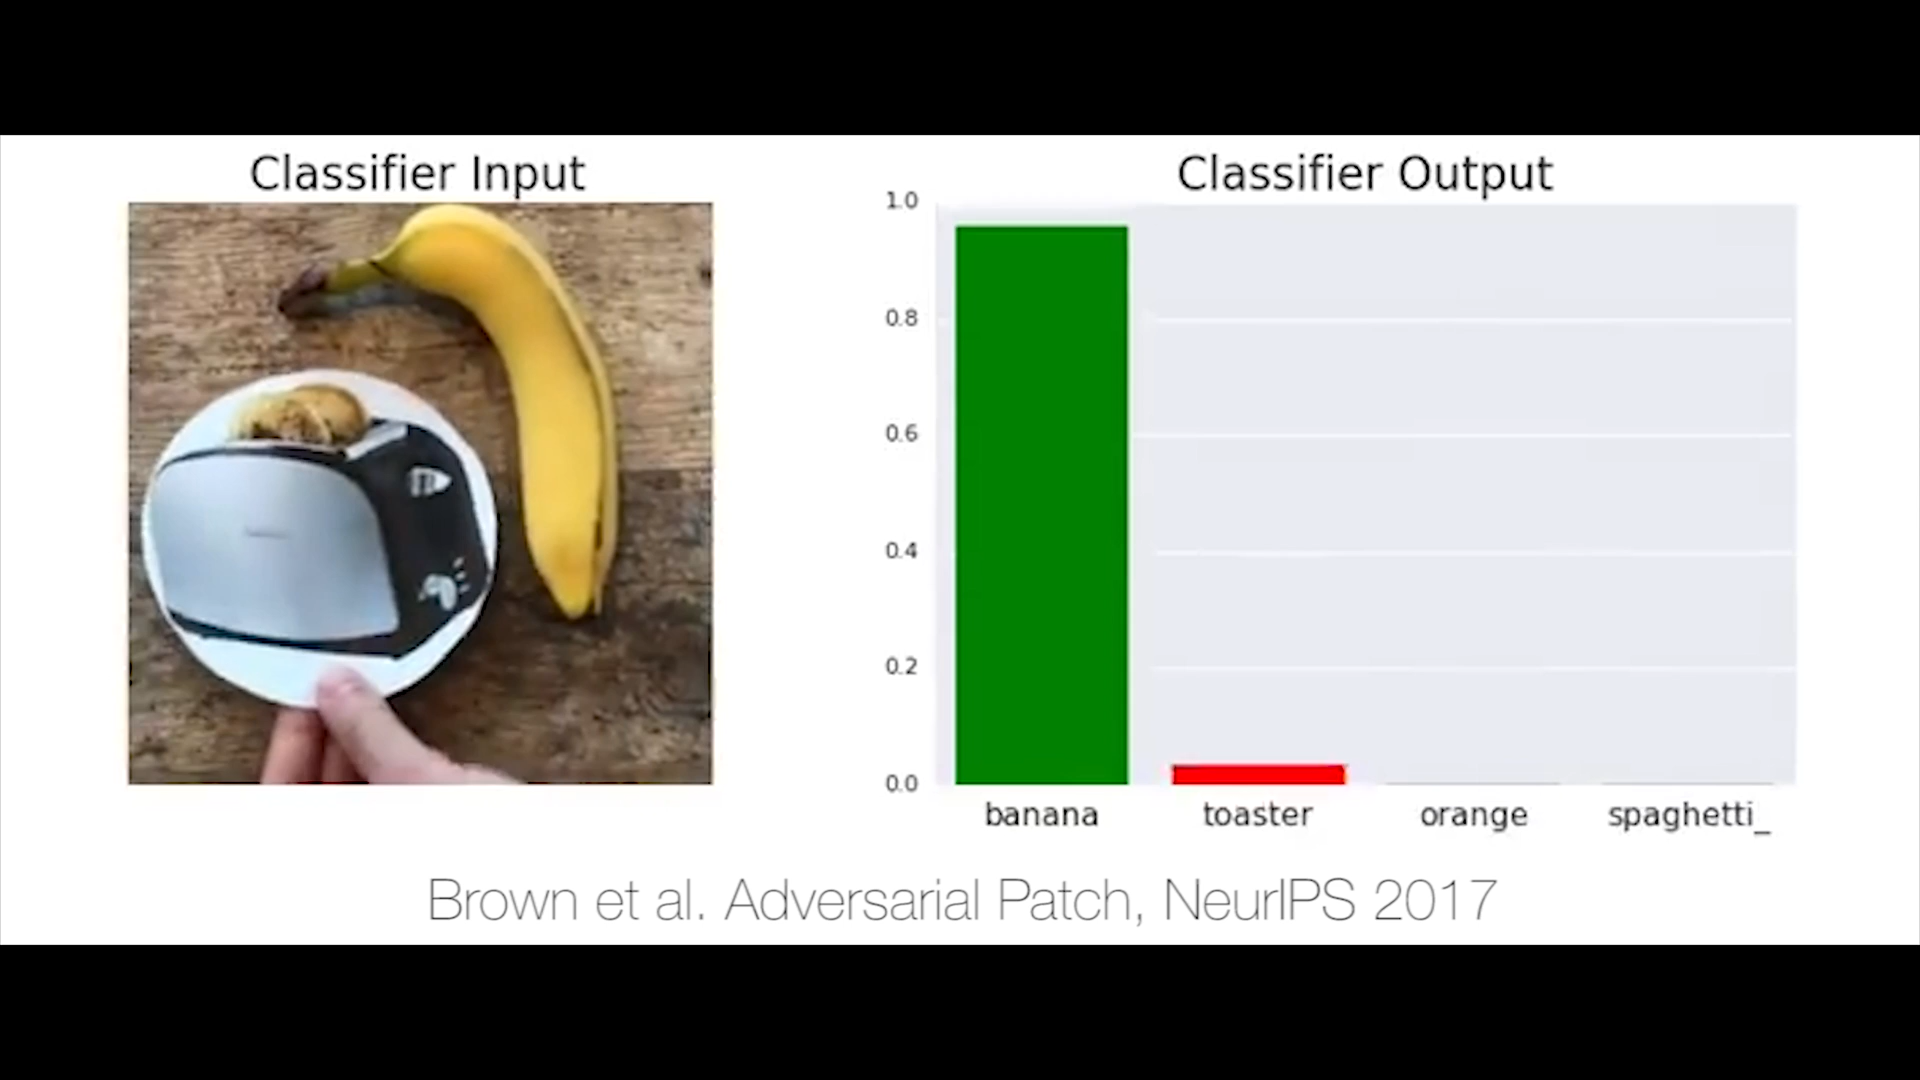 Classifier Input
Classifier Output
1.0
0.8
0.6
0.4
0.2
0.0
banana toaster orange spaghetti_
Brown et al. Adversarial Patch, NeurIPS 2017